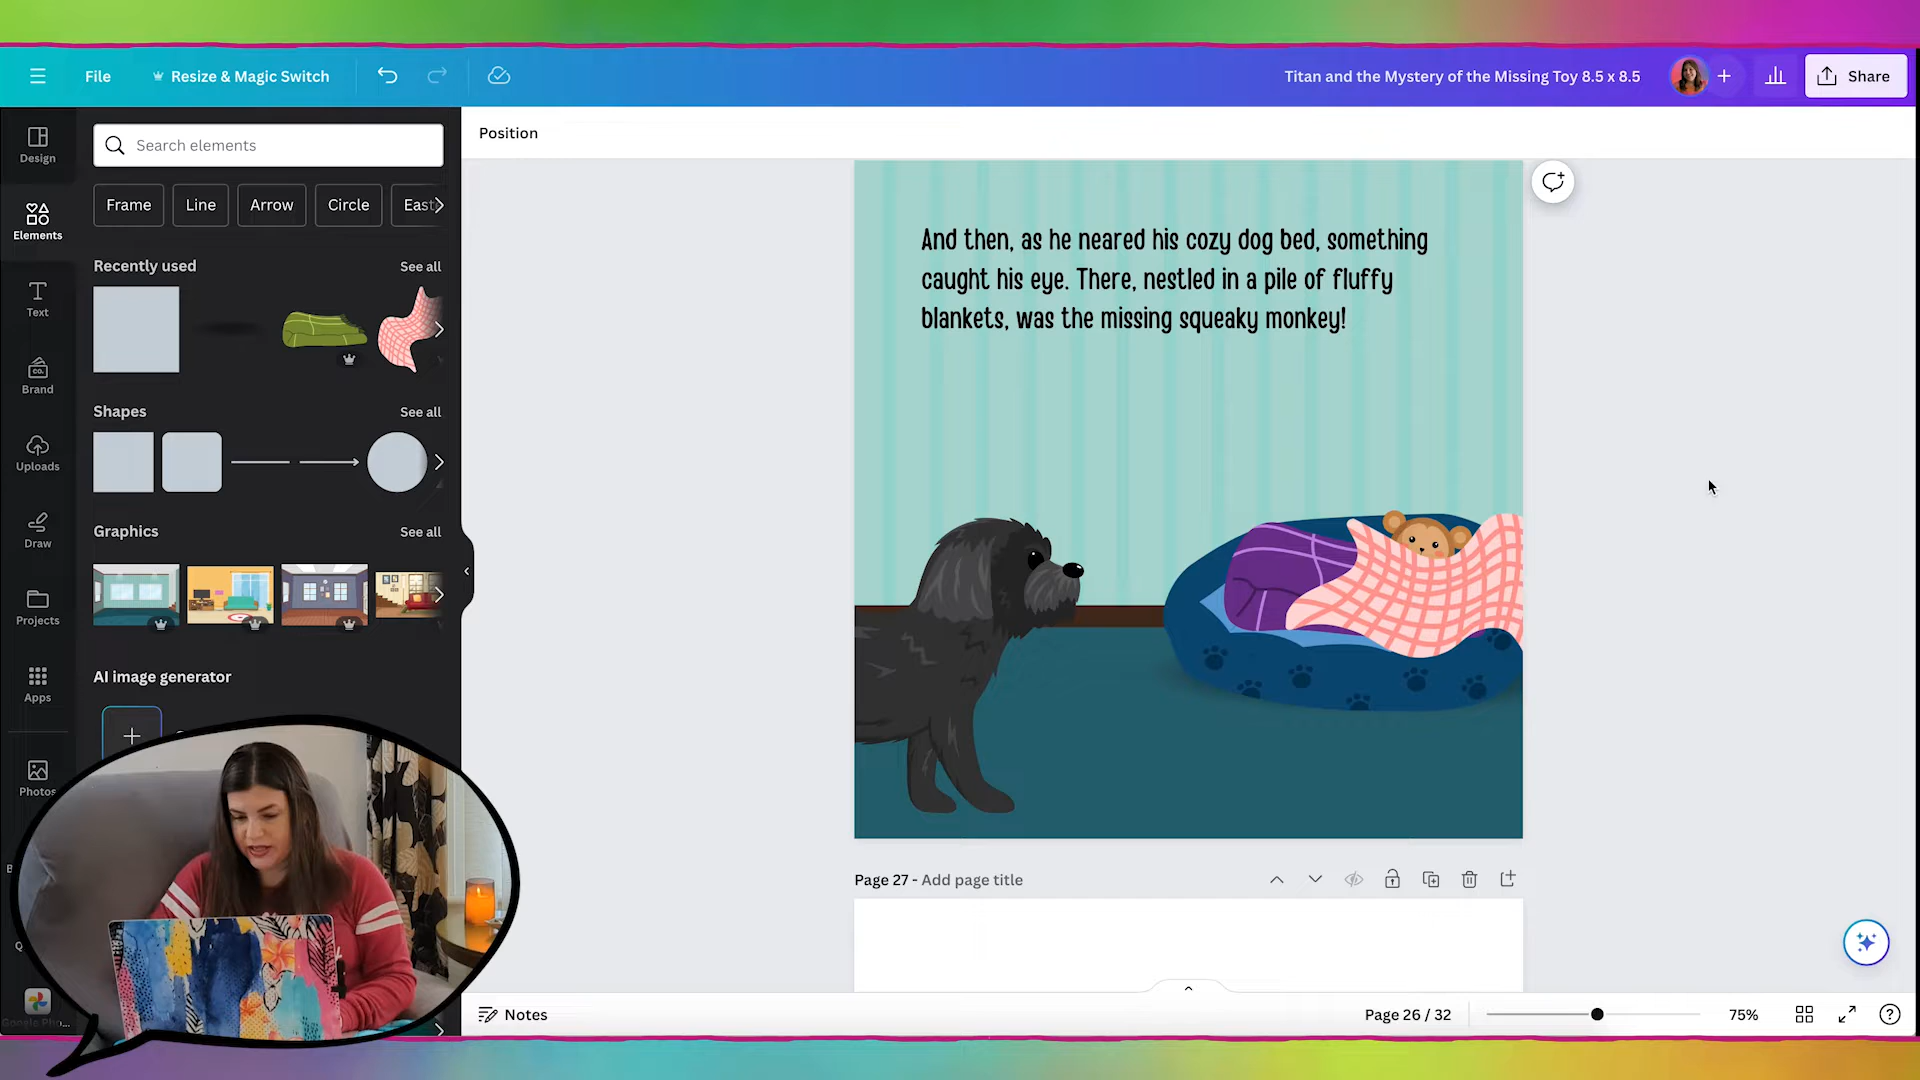 File
Resize & Magic Switch
Titan and the Mystery of the Missing Toy 8.5 x 8.5
Share
Design
Elements
Text
Brand
CO.
Uploads
Draw
Projects
Apps
Photos
Search elements
Frame
Line
Arrow
Circle
East
Recently used
See all
Shapes
See all
Graphics
See all
AI image generator
Position
And then, as he neared his cozy dog bed, something
caught his eye. There, nestled in a pile of fluffy
blankets, was the missing squeaky monkey!
Page 27 - Add page title
Notes
Page 26 / 32
75%